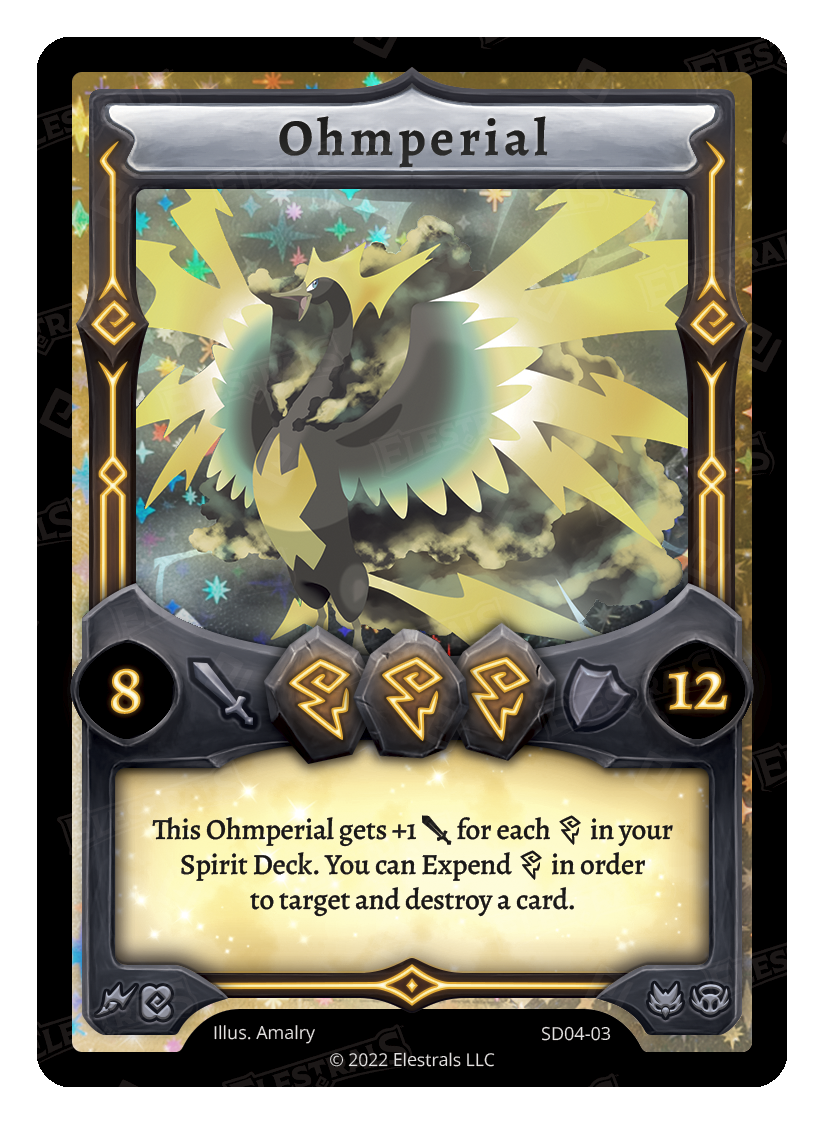 Ohmperial
8
12
This Ohmperial gets +1 for each in your
Spirit Deck. You can Expend in order
to target and destroy a card.
Illus. Amalry
SD04-03
© 2022 Elestrals LLC